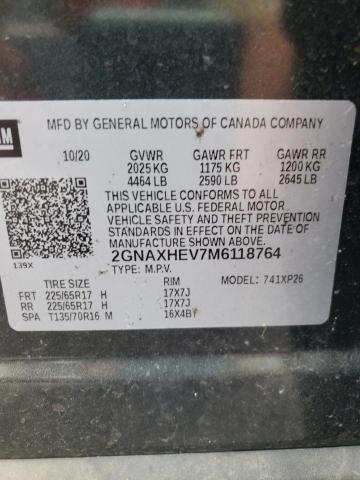 GM
MFD BY GENERAL MOTORS OF CANADA COMPANY
10/20 GVWR GAWR FRT GAWR RR
2025 KG 1175 KG 1200 KG
4464 LB 2590 LB 2645 LB
THIS VEHICLE CONFORMS TO ALL
APPLICABLE U.S. FEDERAL MOTOR
VEHICLE SAFETY AND THEFT PREVENTION
STANDARDS IN EFFECT ON THE DATE OF
MANUFACTURE SHOWN ABOVE.
139X
2GNAXHEV7M6118764
TYPE: M.P.V. MODEL: 741XP26
TIRE SIZE RIM
FRT 225/65R17 H 17X7J
RR 225/65R17 H 17X7J
SPA T135/70R16 M 16X4BT